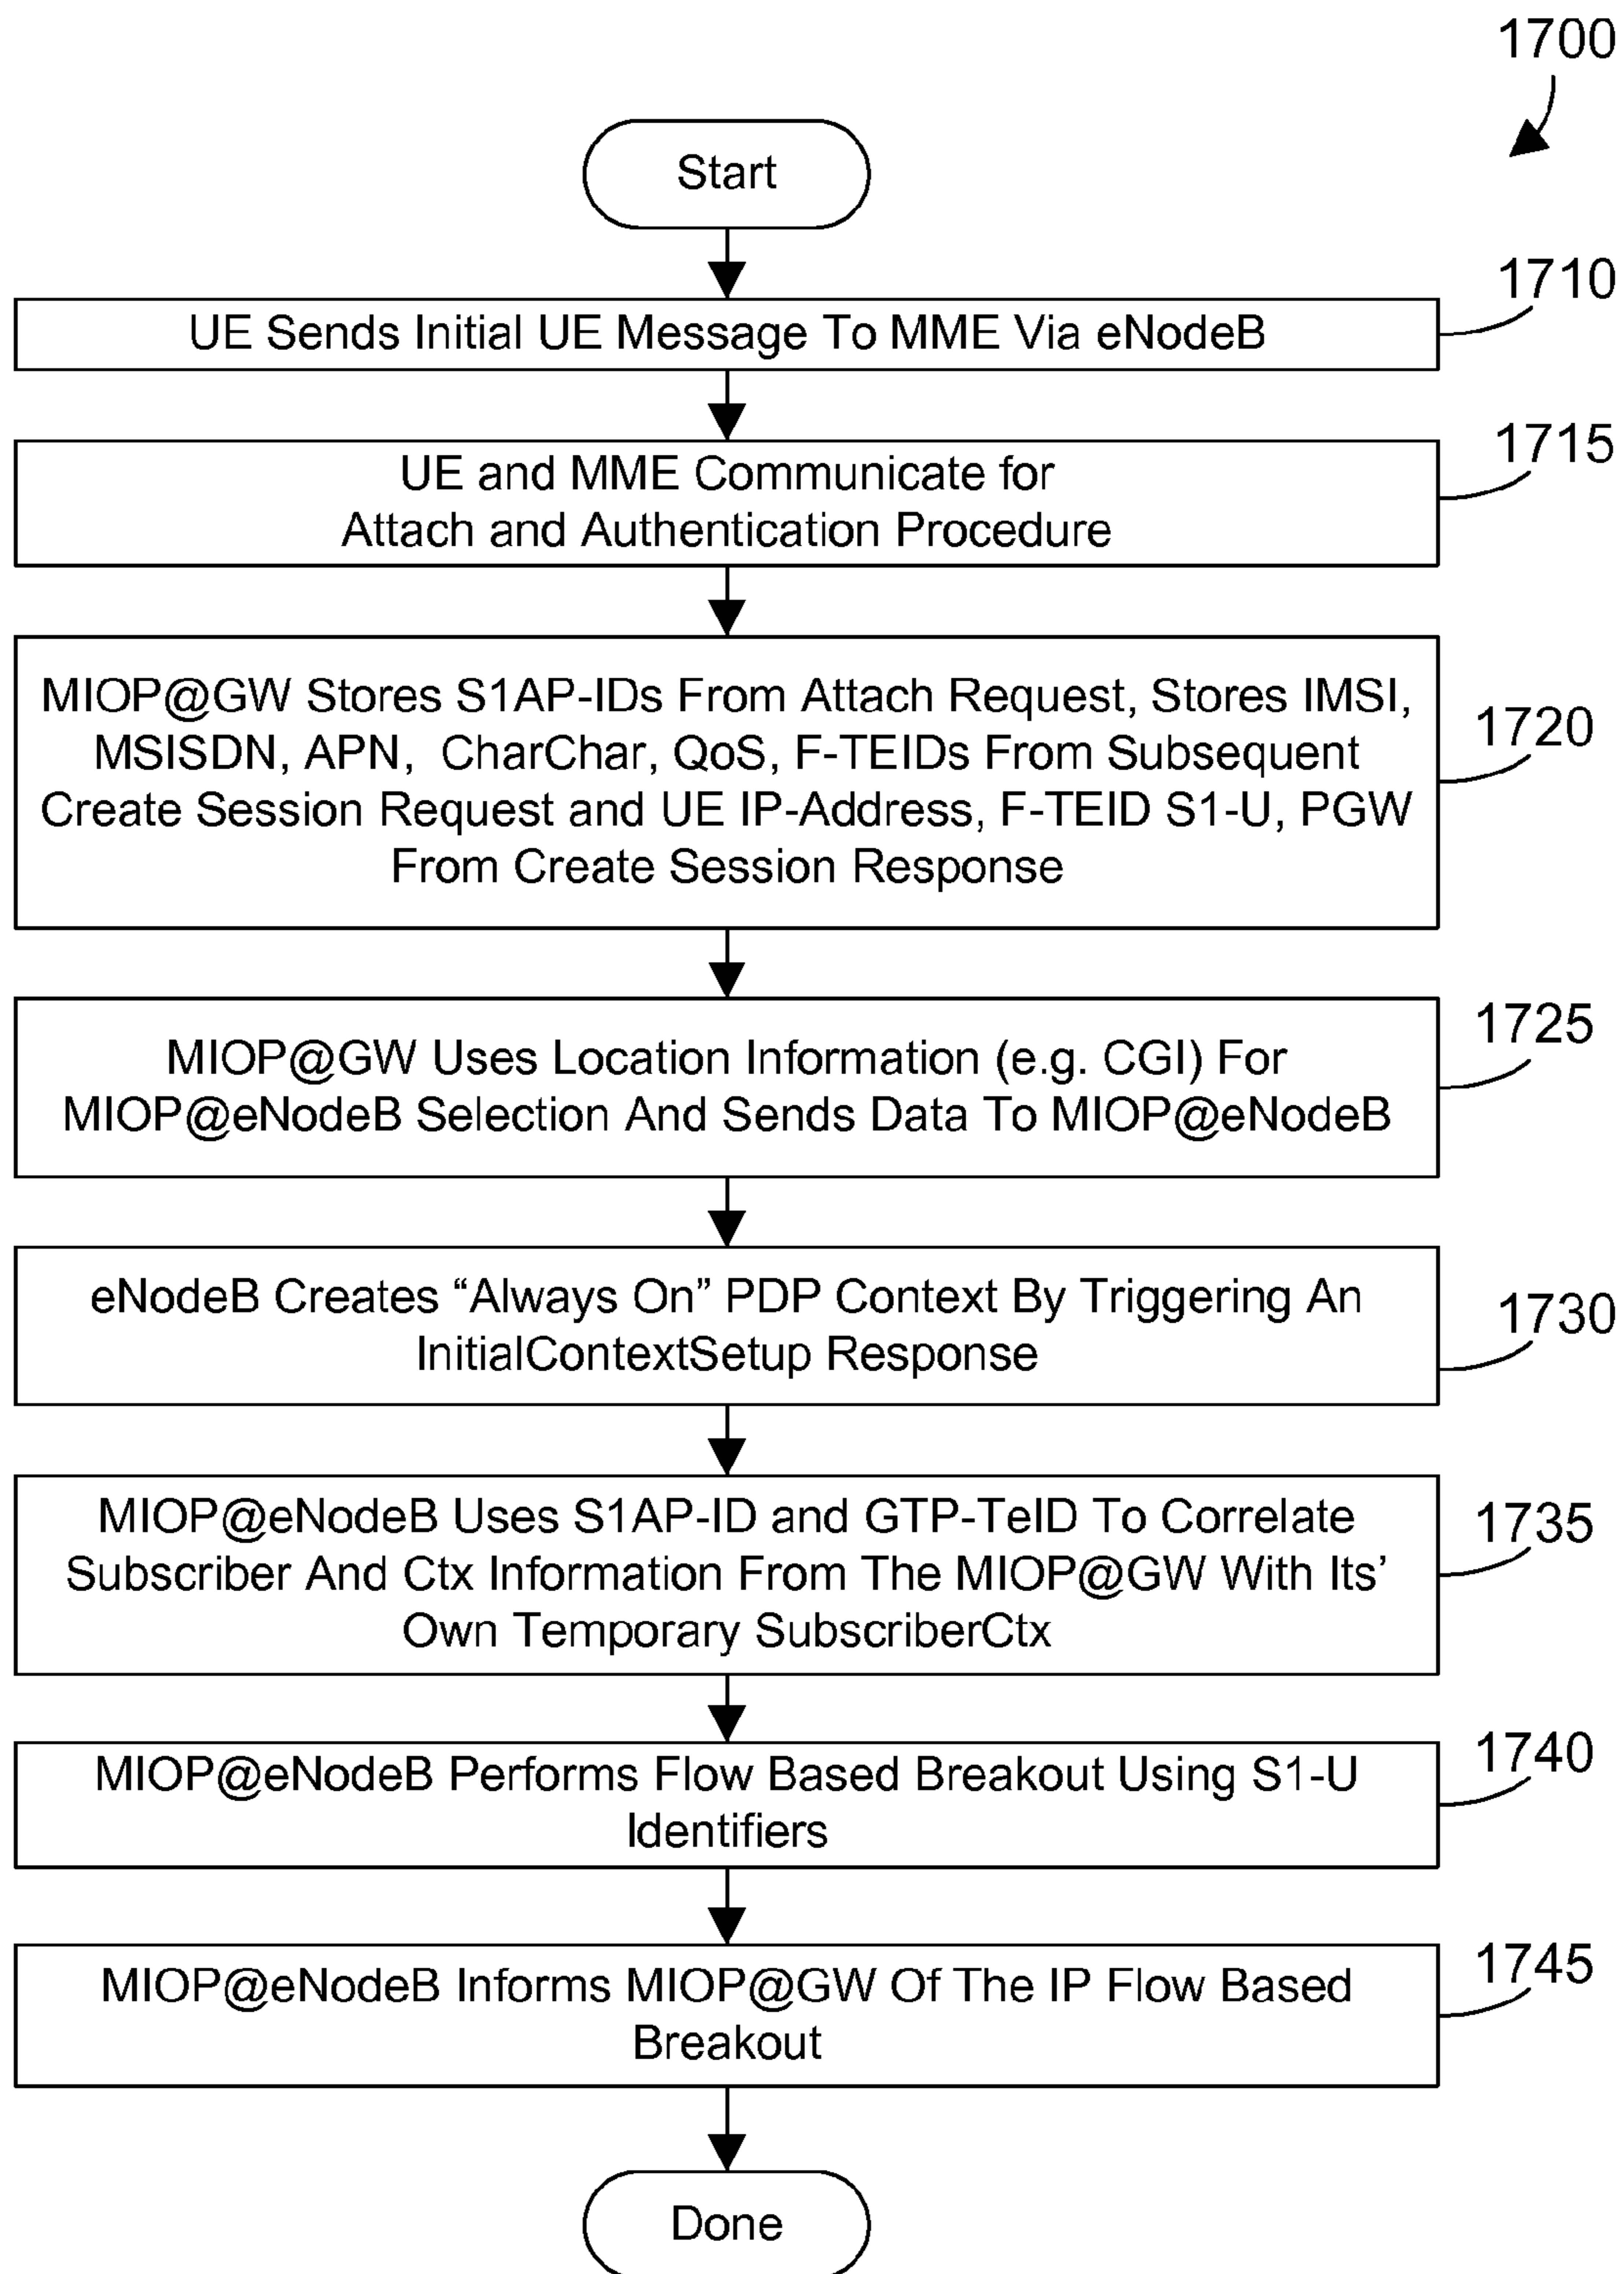 1700
Start
1710
UE Sends Initial UE Message To MME Via eNodeB
1715
UE and MME Communicate for
Attach and Authentication Procedure
1720
MIOP@GW Stores S1AP-IDs From Attach Request, Stores IMSI,
MSISDN, APN, CharChar, QoS, F-TEIDs From Subsequent
Create Session Request and UE IP-Address, F-TEID S1-U, PGW
From Create Session Response
1725
MIOP@GW Uses Location Information (e.g. CGI) For
MIOP@eNodeB Selection And Sends Data To MIOP@eNodeB
1730
eNodeB Creates “Always On” PDP Context By Triggering An
InitialContextSetup Response
1735
MIOP@eNodeB Uses S1AP-ID and GTP-TeID To Correlate
Subscriber And Ctx Information From The MIOP@GW With Its’
Own Temporary SubscriberCtx
1740
MIOP@eNodeB Performs Flow Based Breakout Using S1-U
Identifiers
1745
MIOP@eNodeB Informs MIOP@GW Of The IP Flow Based
Breakout
Done